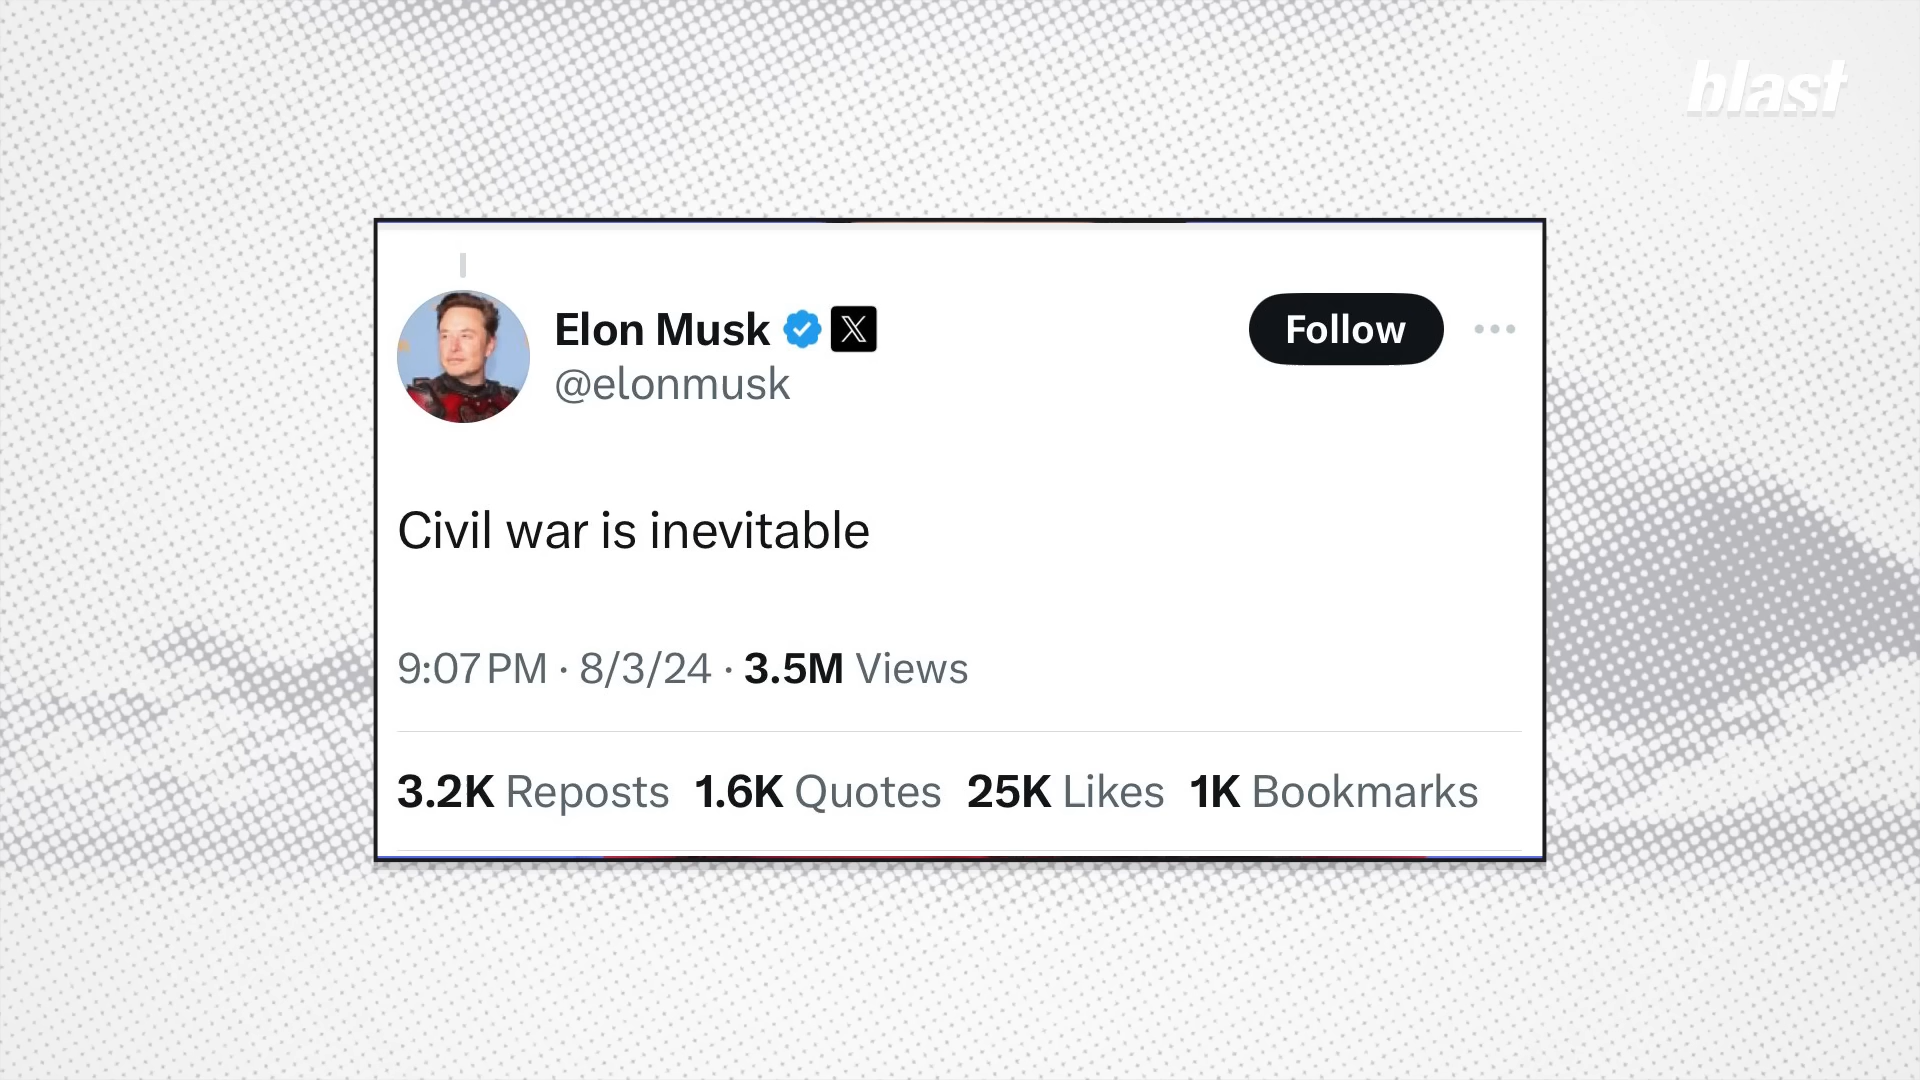 blast
Elon Musk
Follow
@elonmusk
Civil war is inevitable
9:07 PM · 8/3/24 · 3.5M Views
3.2K Reposts 1.6K Quotes 25K Likes 1K Bookmarks